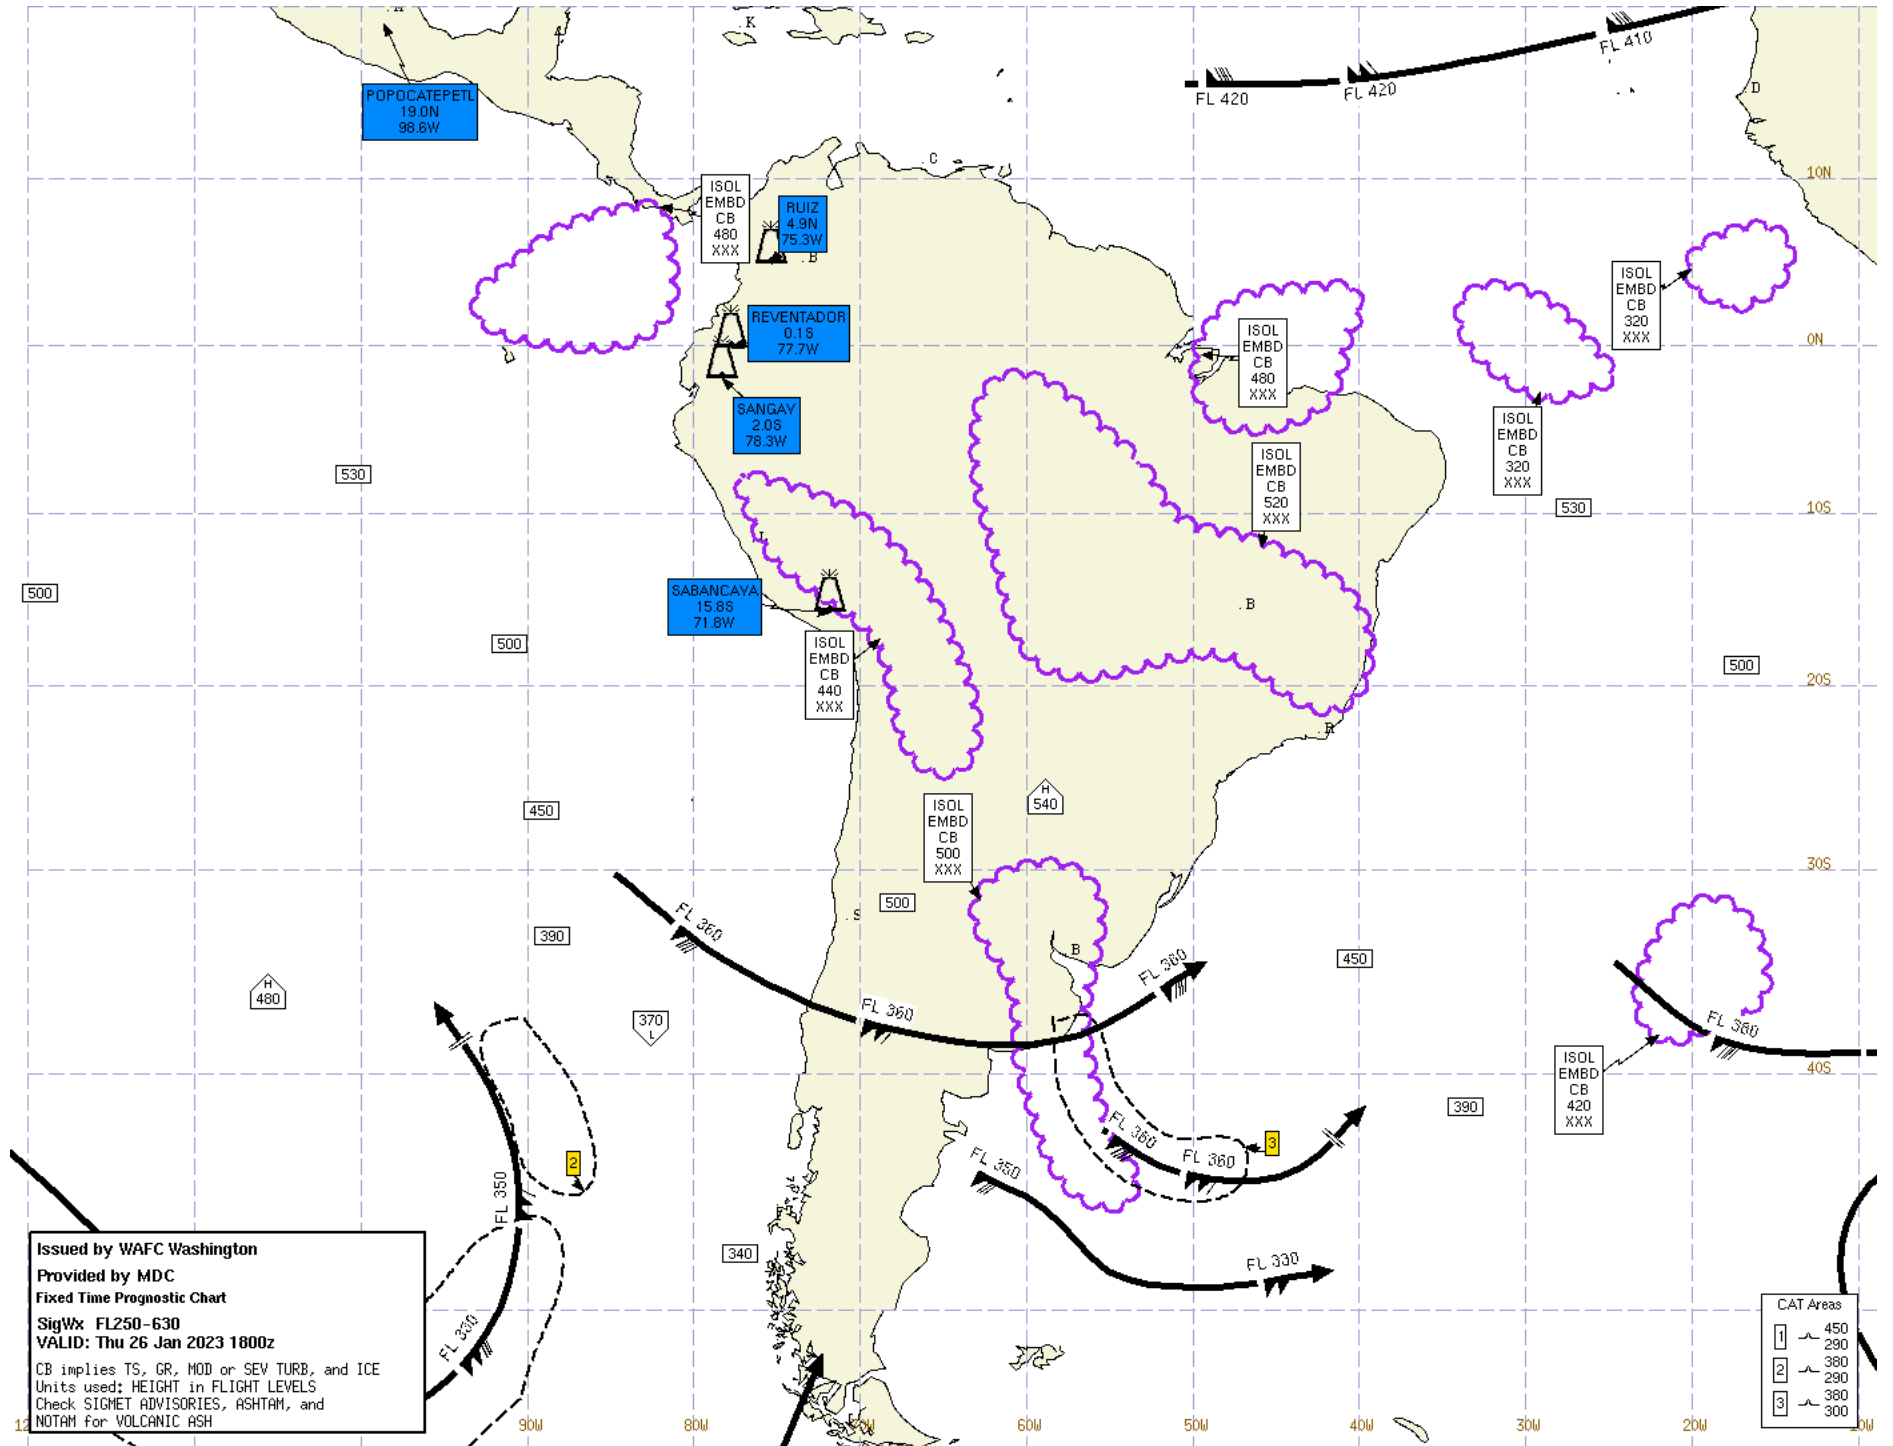 M
K
FL 410
FL 420
FL 420
D
POPOCATEPETL
19.0N
98.6W
C
10N
ISOL
EMBD
CB
480
XXX
RUIZ
4.9N
75.3W
B
ISOL
EMBD
CB
320
XXX
REVENTADOR
0.1S
77.7W
ISOL
EMBD
CB
480
XXX
0N
SANGAY
2.0S
78.3W
ISOL
EMBD
CB
320
XXX
530
ISOL
EMBD
CB
520
XXX
530
10S
L
500
SABANCAYA
15.8S
71.8W
B
500
ISOL
EMBD
CB
440
XXX
500
20S
R
450
H
540
ISOL
EMBD
CB
500
XXX
30S
500
S
FL 360
390
B
450
H
480
370
L
FL 360
FL 360
FL 360
40S
ISOL
EMBD
CB
420
XXX
390
FL 360
3
FL 360
2
FL 350
FL 350
340
FL 330
FL 330
Issued by WAFC Washington
Provided by MDC
Fixed Time Prognostic Chart
SigWx FL250-630
VALID: Thu 26 Jan 2023 1800z
CB implies TS, GR, MOD or SEV TURB, and ICE
Units used: HEIGHT in FLIGHT LEVELS
Check SIGMET ADVISORIES, ASHTAM, and
NOTAM for VOLCANIC ASH
CAT Areas
1 450
290
2 380
290
3 380
300
90W 80W 70W 60W 50W 40W 30W 20W 10W